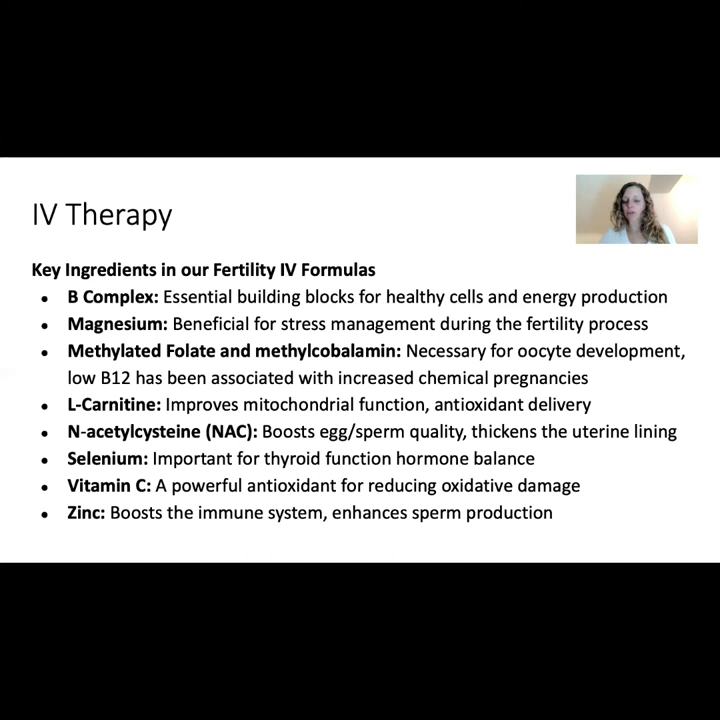 IV Therapy
Key Ingredients in our Fertility IV Formulas
• B Complex: Essential building blocks for healthy cells and energy production
• Magnesium: Beneficial for stress management during the fertility process
• Methylated Folate and methylcobalamin: Necessary for oocyte development,
low B12 has been associated with increased chemical pregnancies
• L-Carnitine: Improves mitochondrial function, antioxidant delivery
• N-acetylcysteine (NAC): Boosts egg/sperm quality, thickens the uterine lining
• Selenium: Important for thyroid function hormone balance
• Vitamin C: A powerful antioxidant for reducing oxidative damage
• Zinc: Boosts the immune system, enhances sperm production